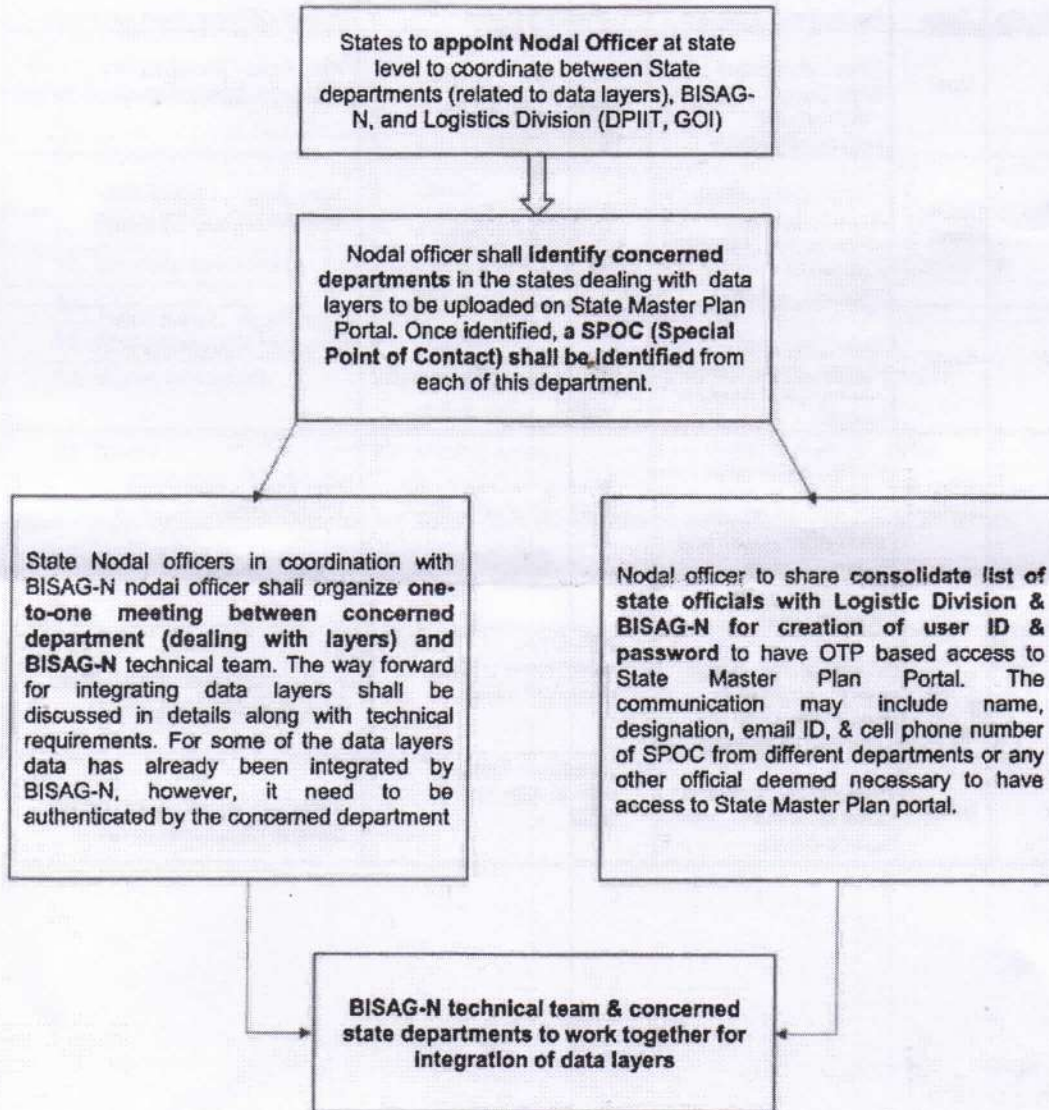 States to appoint Nodal Officer at state
level to coordinate between State
departments (related to data layers), BISAG-
N, and Logistics Division (DPIIT, GOI)
Nodal officer shall Identify concerned
departments in the states dealing with data
layers to be uploaded on State Master Plan
Portal. Once identified, a SPOC (Special
Point of Contact) shall be identified from
each of this department.
State Nodal officers in coordination with
BISAG-N nodal officer shall organize one-
to-one meeting between concerned
department (dealing with layers) and
BISAG-N technical team. The way forward
for integrating data layers shall be
discussed in details along with technical
requirements. For some of the data layers
data has already been integrated by
BISAG-N, however, it need to be
authenticated by the concerned department
Nodal officer to share consolidate list of
state officials with Logistic Division &
BISAG-N for creation of user ID &
password to have OTP based access to
State Master Plan Portal. The
communication may include name,
designation, email ID, & cell phone number
of SPOC from different departments or any
other official deemed necessary to have
access to State Master Plan portal.
BISAG-N technical team & concerned
state departments to work together for
integration of data layers